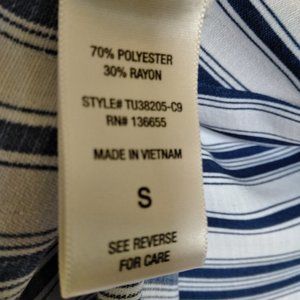 70% POLYESTER
30% RAYON
STYLE# TU38205-C9
RN# 136655
MADE IN VIETNAM
S
SEE REVERSE
FOR CARE